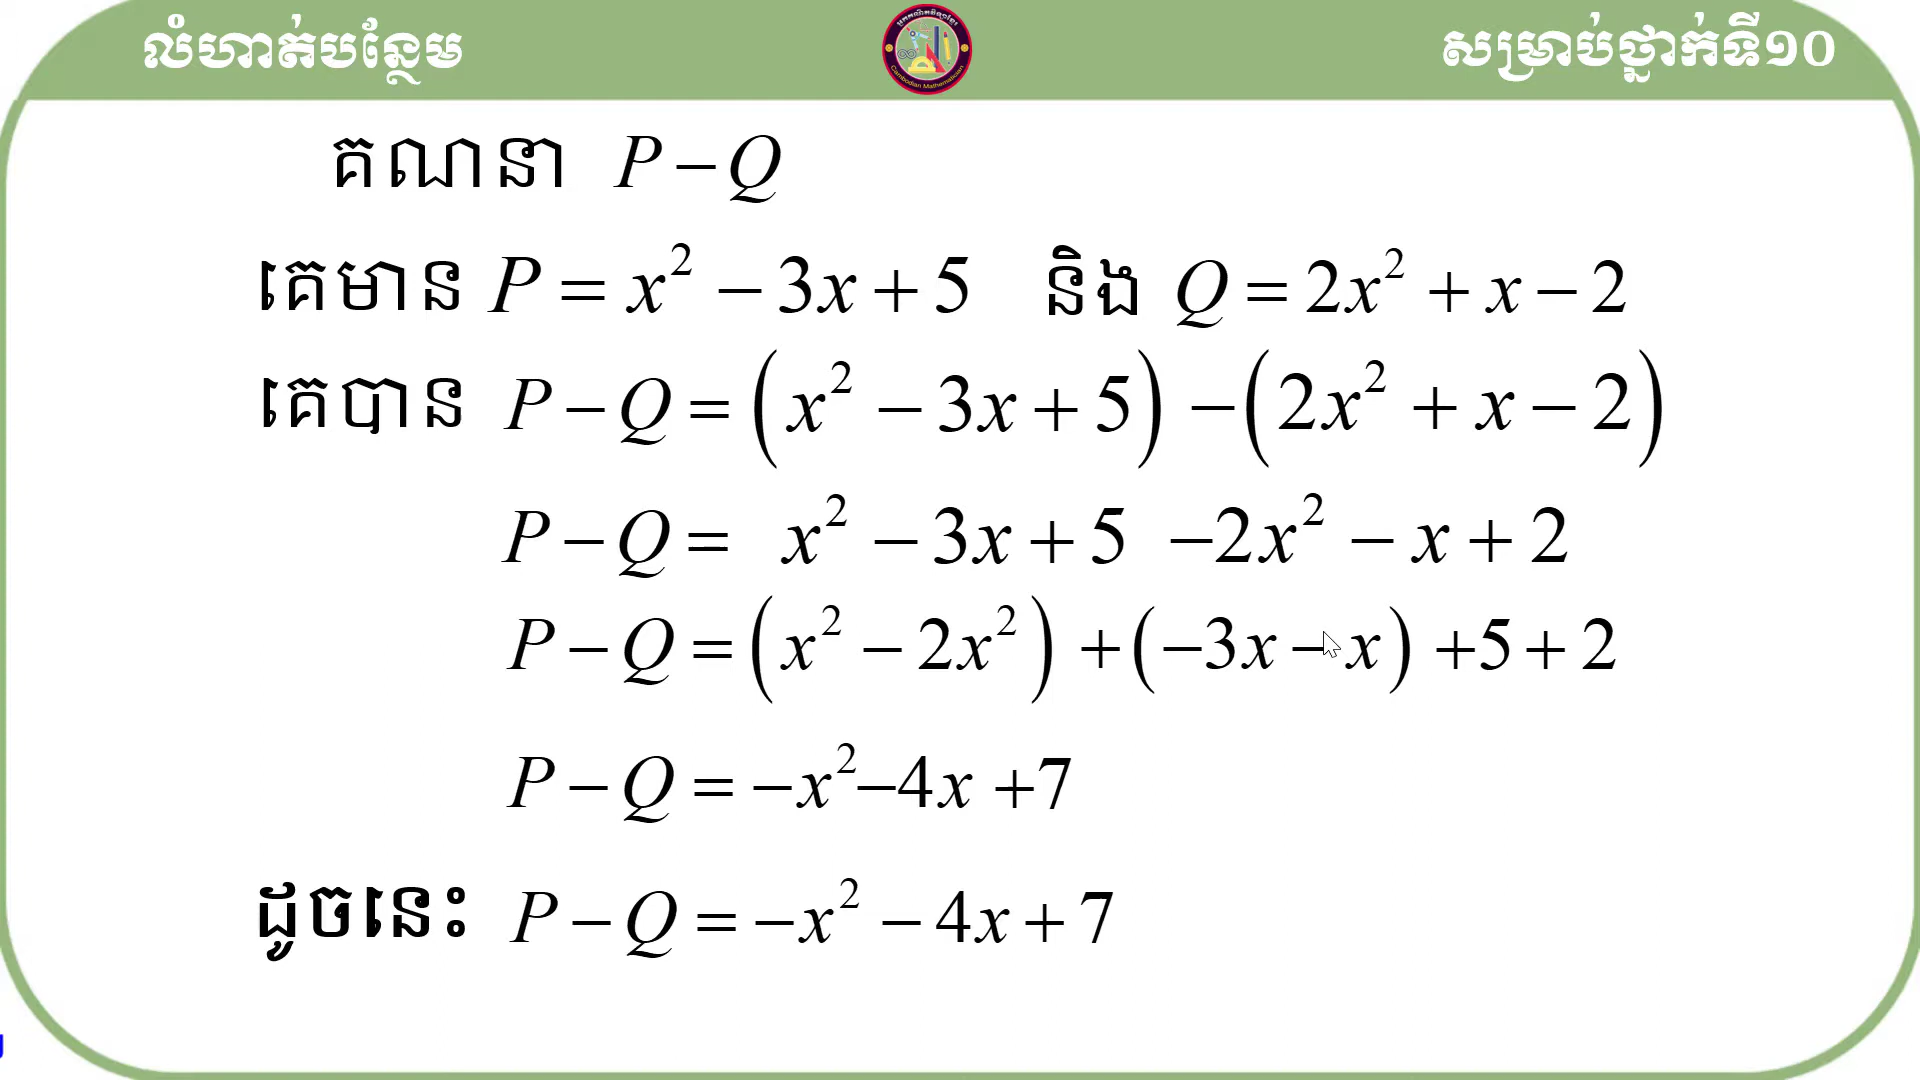 លំហាត់បន្ថែម
សម្រាប់ថ្នាក់ទី១០
Cambodian Mathematician
គណនា P − Q
គេមាន P = x² − 3x + 5 និង Q = 2x² + x − 2
គេបាន P − Q = (x² − 3x + 5) − (2x² + x − 2)
P − Q = x² − 3x + 5 −2x² − x + 2
P − Q = (x² − 2x²) + (−3x − x) +5 + 2
P − Q = −x² −4x +7
ដូចនេះ P − Q = −x² − 4x + 7